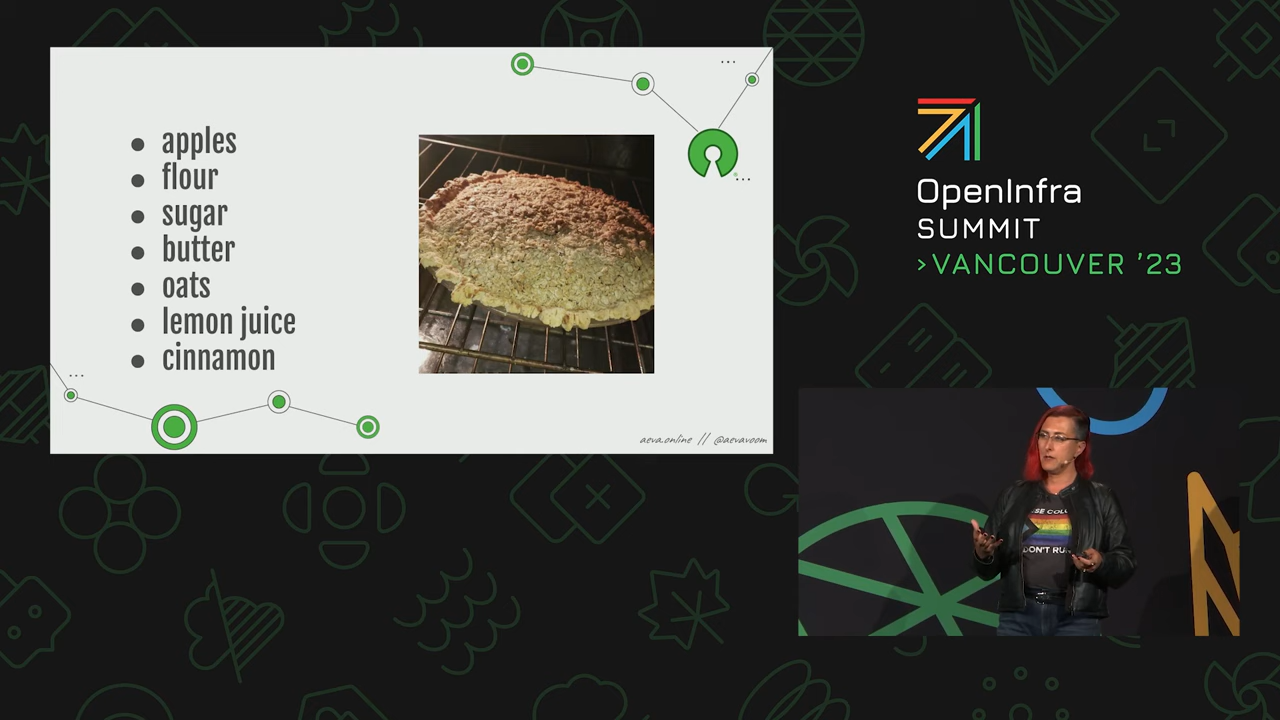 apples
flour
sugar
butter
oats
lemon juice
cinnamon
aeva.online // @aevavoom
OpenInfra
SUMMIT
>VANCOUVER '23
DON'T RU